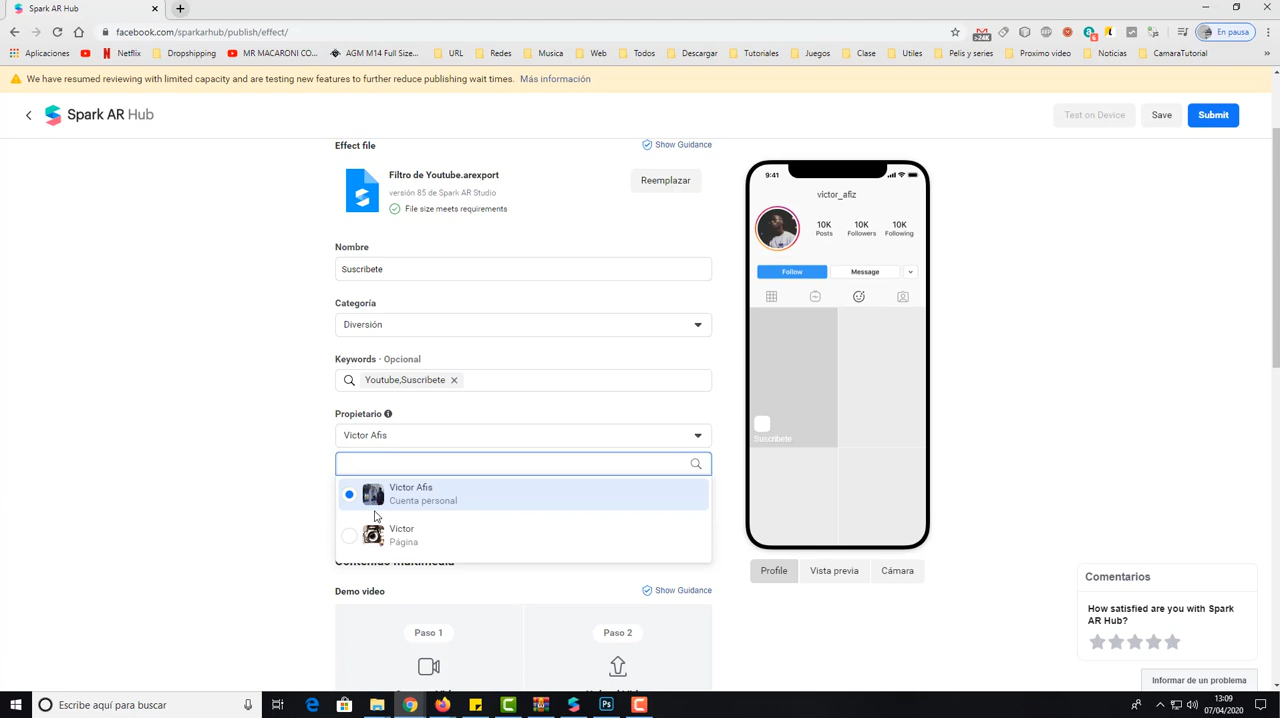 Spark AR Hub
facebook.com/sparkarhub/publish/effect/
En pausa
Aplicaciones
Netflix
Dropshipping
MR MACARONI CO...
AGM M14 Full Size...
URL
Redes
Musica
Web
Todos
Descargar
Tutoriales
Juegos
Clase
Utiles
Pelis y series
Proximo video
Noticias
CamaraTutorial
We have resumed reviewing with limited capacity and are testing new features to further reduce publishing wait times. Más información
Spark AR Hub
Test on Device
Save
Submit
Effect file
Show Guidance
Filtro de Youtube.arexport
versión 85 de Spark AR Studio
File size meets requirements
Reemplazar
Nombre
Suscribete
Categoría
Diversión
Keywords · Opcional
Youtube,Suscribete
Propietario
Victor Afis
Victor Afis
Cuenta personal
Víctor
Página
Contenidos multimedia
Demo video
Show Guidance
Paso 1
Paso 2
9:41
victor_afiz
10K
10K
10K
Posts
Followers
Following
Follow
Message
Suscribete
Profile
Vista previa
Cámara
Comentarios
How satisfied are you with Spark
AR Hub?
Informar de un problema
Escribe aquí para buscar
13:09
07/04/2020